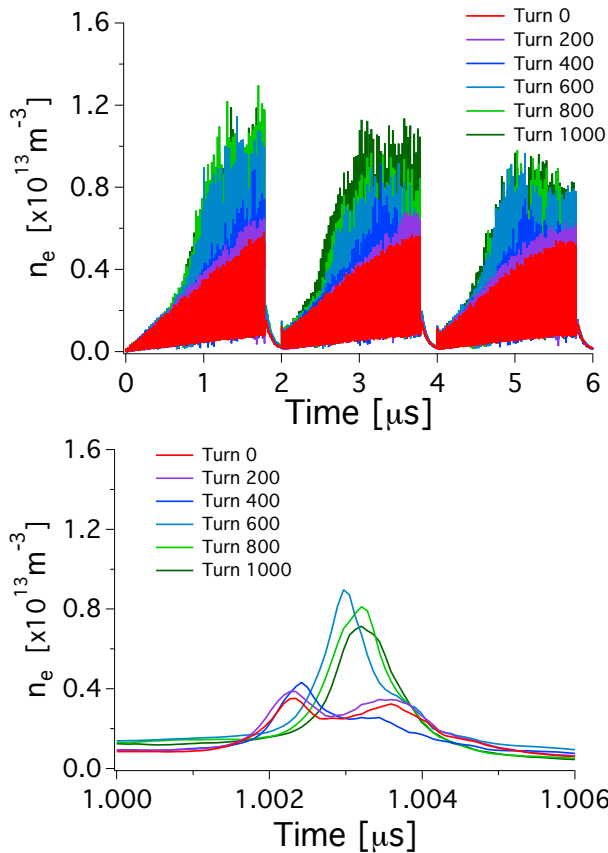 1.6
1.2
0.8
0.4
0.0
n_e [x10^13 m^-3]
Turn 0
Turn 200
Turn 400
Turn 600
Turn 800
Turn 1000
0 1 2 3 4 5 6
Time [μs]
1.6
1.2
0.8
0.4
0.0
n_e [x10^13 m^-3]
Turn 0
Turn 200
Turn 400
Turn 600
Turn 800
Turn 1000
1.000 1.002 1.004 1.006
Time [μs]